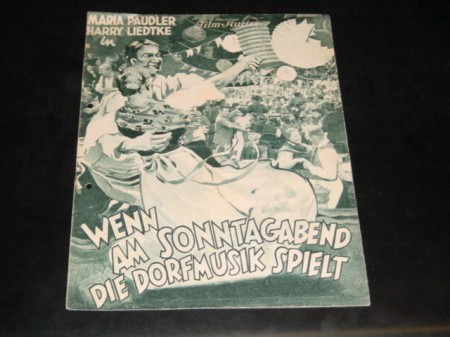 MARIA PAUDLER
HARRY LIEDTKE
in
Film-Kurier
WENN
AM SONNTAGABEND
DIE DORFMUSIK SPIELT